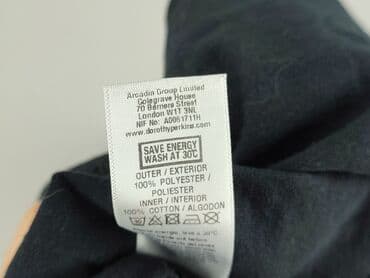 Arcadia Group Limited
Colegrave House
70 Berners Street
London W1T 3NL
NIF No: A0061711H
www.dorothyperkins.com
SAVE ENERGY
WASH AT 30°C
OUTER / EXTERIOR
100% POLYESTER /
POLIESTER
INNER / INTERIOR
100% COTTON / ALGODON